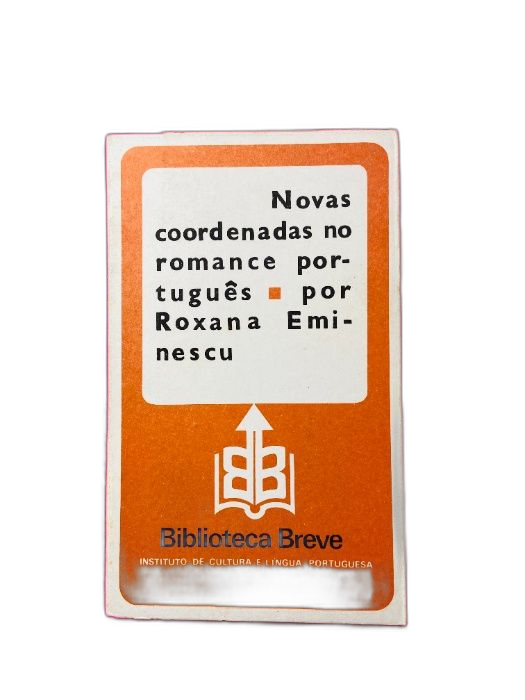 Novas
coordenadas no
romance por-
tuguês ■ por
Roxana Emi-
nescu
Biblioteca Breve
INSTITUTO DE CULTURA E LÍNGUA PORTUGUESA